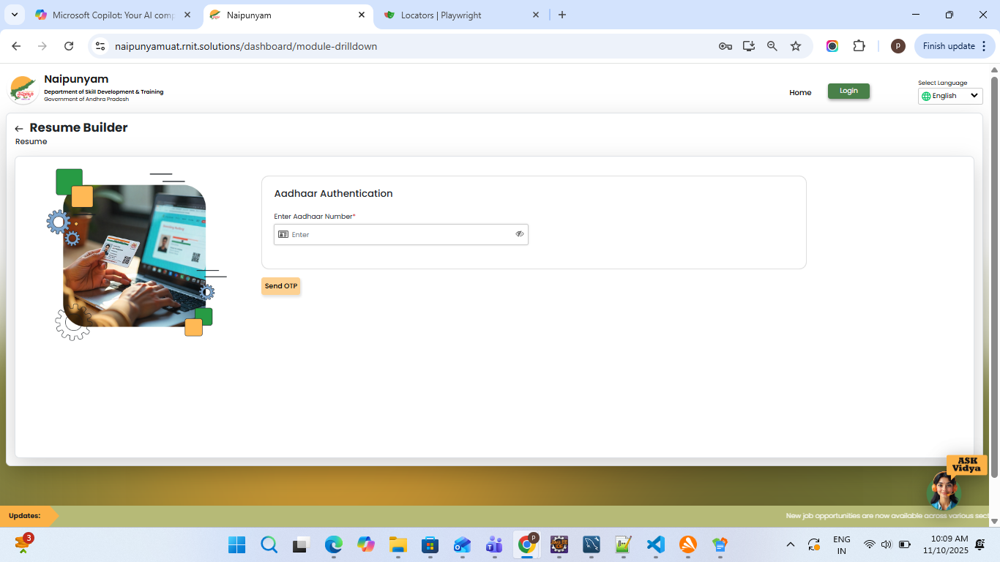 Microsoft Copilot: Your AI comp
Naipunyam
Locators | Playwright
naipunyamuat.rnit.solutions/dashboard/module-drilldown
P
Finish update
Naipunyam
Department of Skill Development & Training
Government of Andhra Pradesh
Home
Login
Select Language
English
Resume Builder
Resume
Aadhaar Authentication
Enter Aadhaar Number*
Enter
Send OTP
ASK
Vidya
Updates:
New job opportunities are now available across various sect
3
P
ENG
IN
10:09 AM
11/10/2025